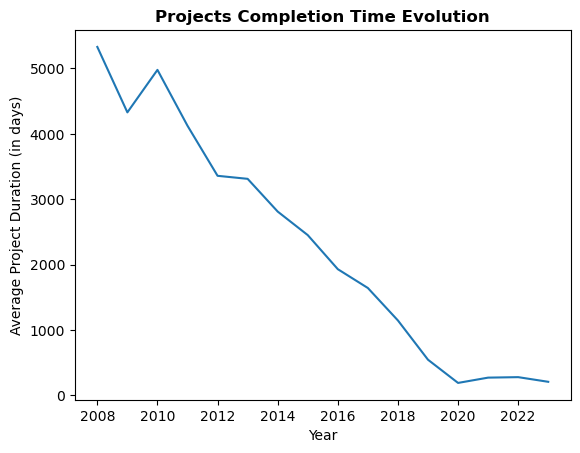 Projects Completion Time Evolution
Average Project Duration (in days)
5000
4000
3000
2000
1000
0
2008 2010 2012 2014 2016 2018 2020 2022
Year